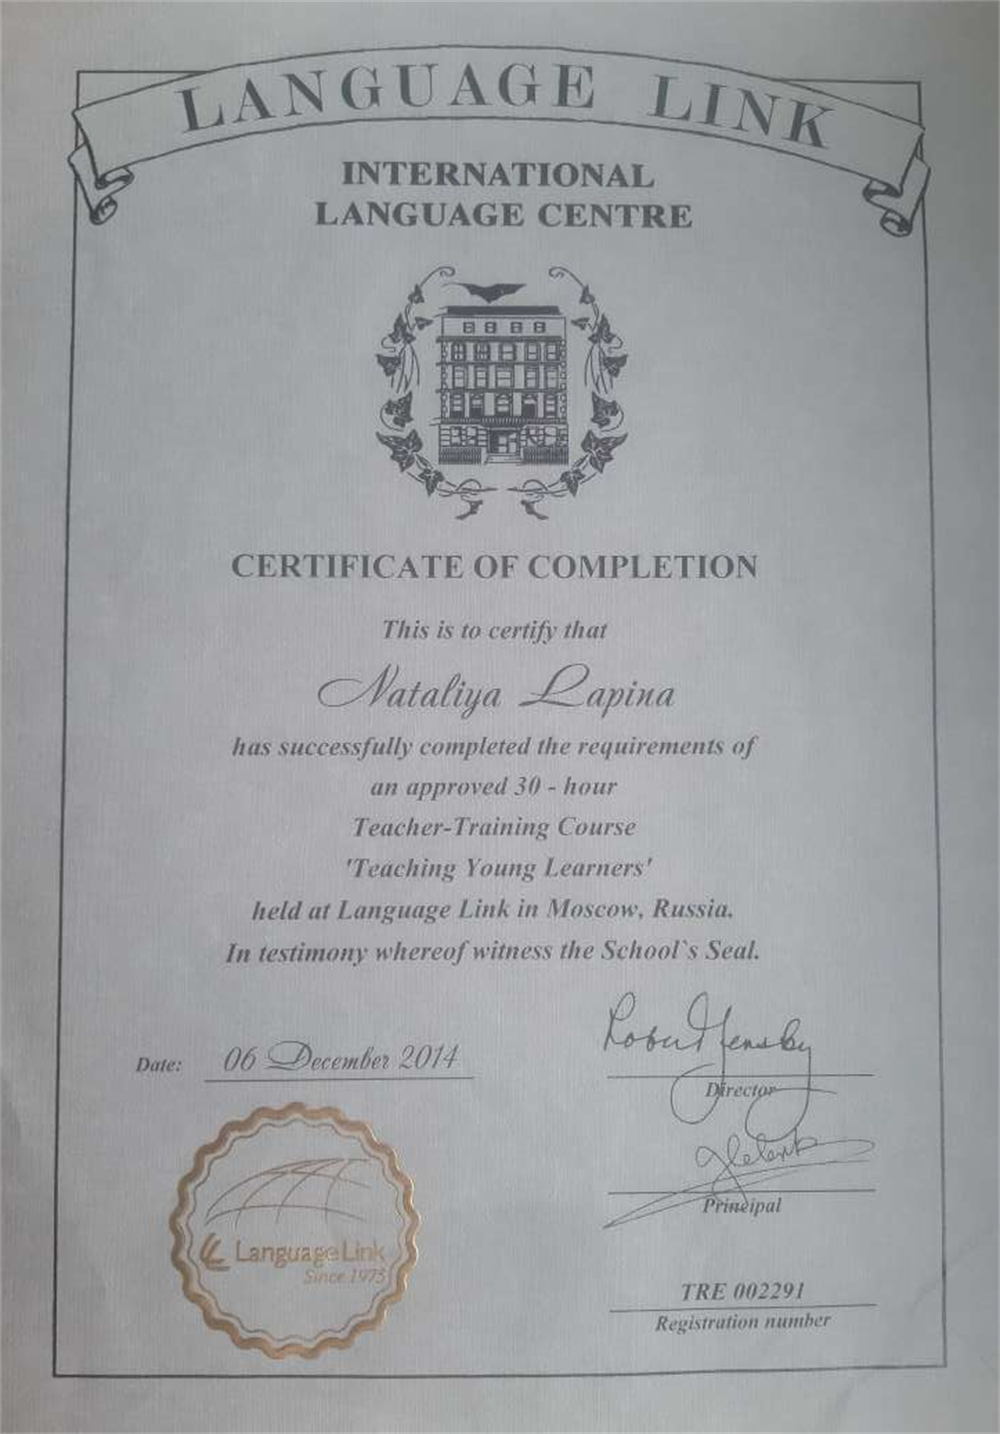 LANGUAGE LINK
INTERNATIONAL
LANGUAGE CENTRE
CERTIFICATE OF COMPLETION
This is to certify that
Nataliya Lapina
has successfully completed the requirements of
an approved 30 - hour
Teacher-Training Course
'Teaching Young Learners'
held at Language Link in Moscow, Russia.
In testimony whereof witness the School`s Seal.
Date: 06 December 2014
Director
Principal
Language Link
Since 1975
TRE 002291
Registration number